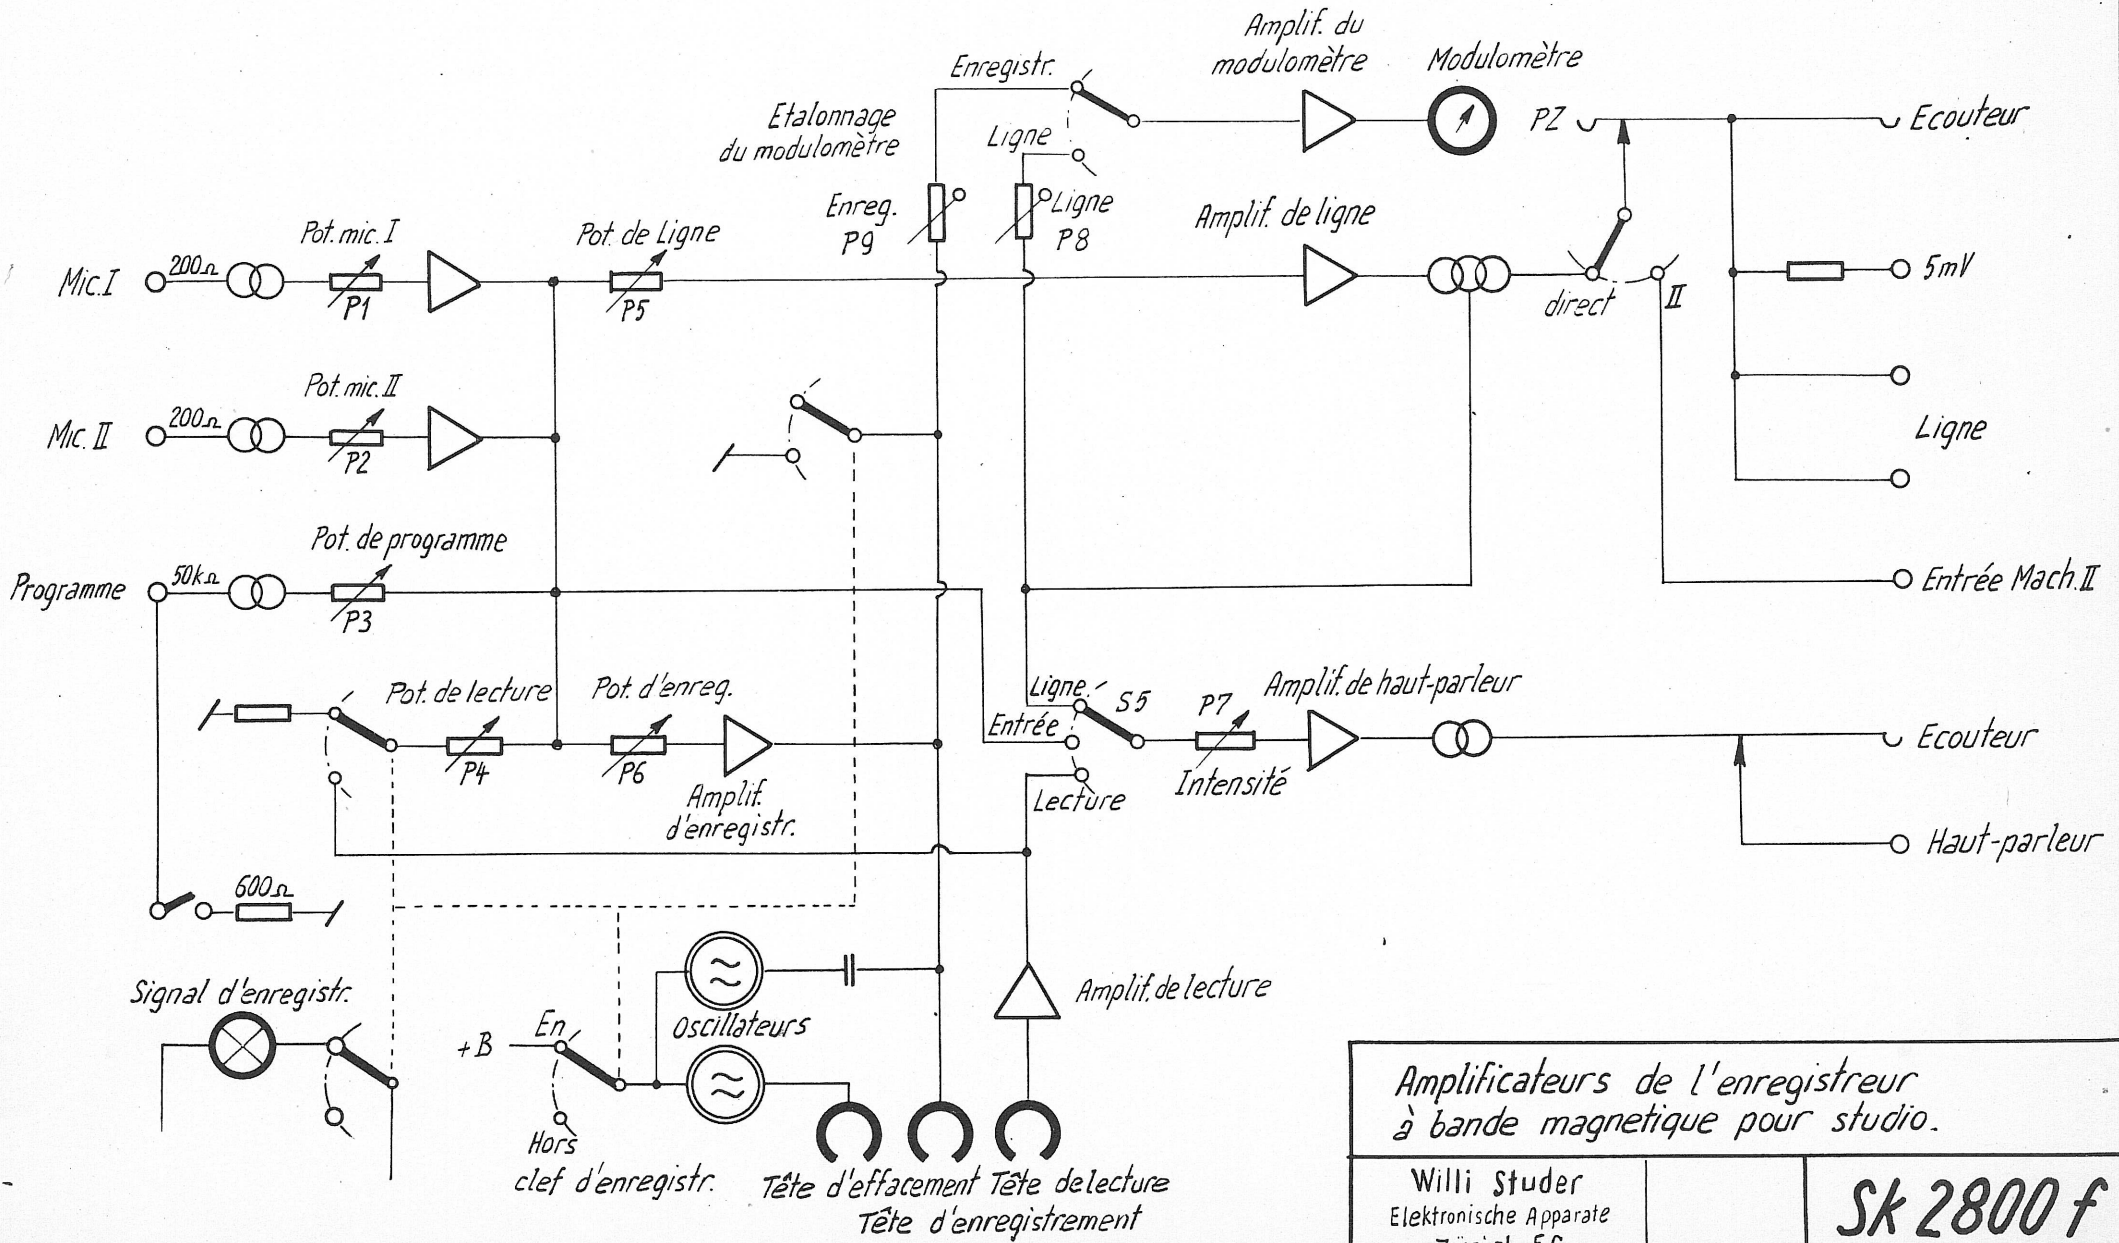 Amplif. du
modulomètre
Modulomètre
Enregistr.
Etalonnage
du modulomètre
Ligne
PZ
Ecouteur
Enreg.
P9
Ligne
P8
Amplif. de ligne
Pot. mic. I
Pot. de Ligne
Mic. I
200Ω
P1
P5
direct
II
5mV
Pot. mic. II
Mic. II
200Ω
P2
Ligne
Pot. de programme
Programme
50kΩ
P3
Entrée Mach. II
Pot. de lecture
Pot. d'enreg.
P4
P6
Amplif.
d'enregistr.
Ligne
Entrée
Lecture
S5
P7
Intensité
Amplif. de haut-parleur
Ecouteur
Haut-parleur
600Ω
Signal d'enregistr.
+B
En
Hors
clef d'enregistr.
Oscillateurs
Amplif. de lecture
Tête d'effacement
Tête de lecture
Tête d'enregistrement
Amplificateurs de l'enregistreur
à bande magnetique pour studio.
Willi Studer
Elektronische Apparate
Sk 2800 f